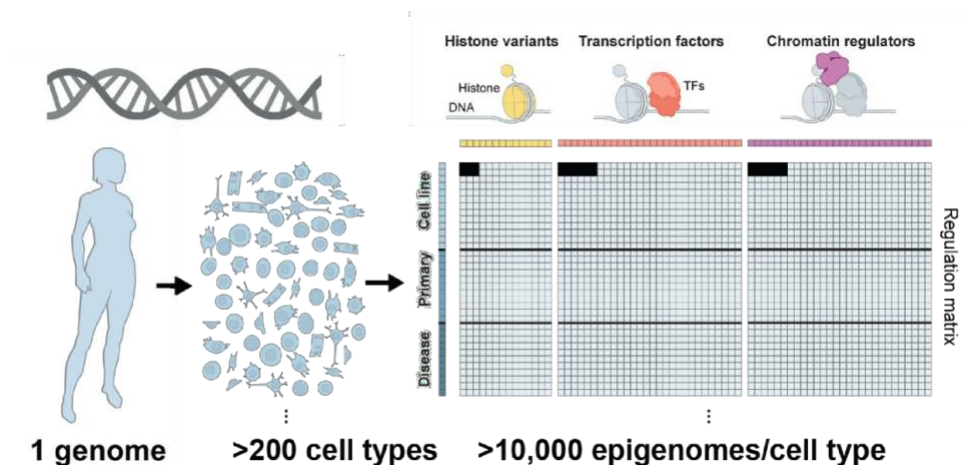 Histone variants
Transcription factors
Chromatin regulators
Histone
DNA
TFs
Cell line
Primary
Disease
Regulation matrix
1 genome
>200 cell types
>10,000 epigenomes/cell type